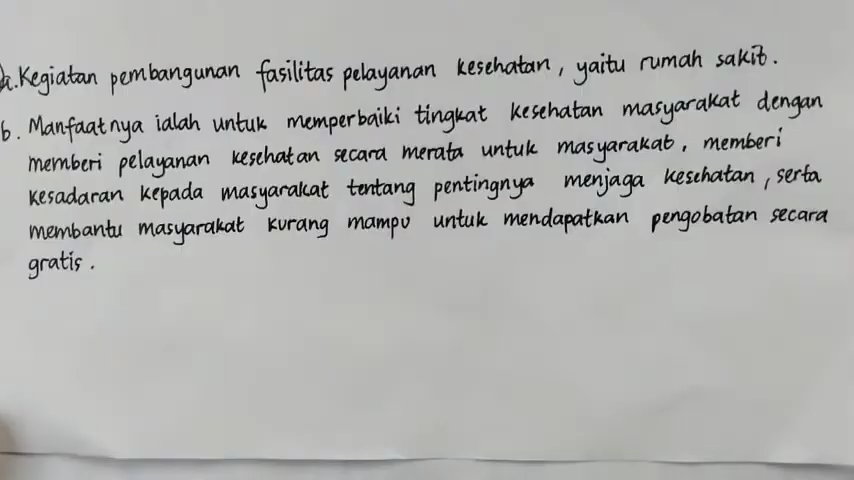 a. Kegiatan pembangunan fasilitas pelayanan kesehatan, yaitu rumah sakit.
b. Manfaatnya ialah untuk memperbaiki tingkat kesehatan masyarakat dengan
memberi pelayanan kesehatan secara merata untuk masyarakat, memberi
kesadaran kepada masyarakat tentang pentingnya menjaga kesehatan, serta
membantu masyarakat kurang mampu untuk mendapatkan pengobatan secara
gratis.